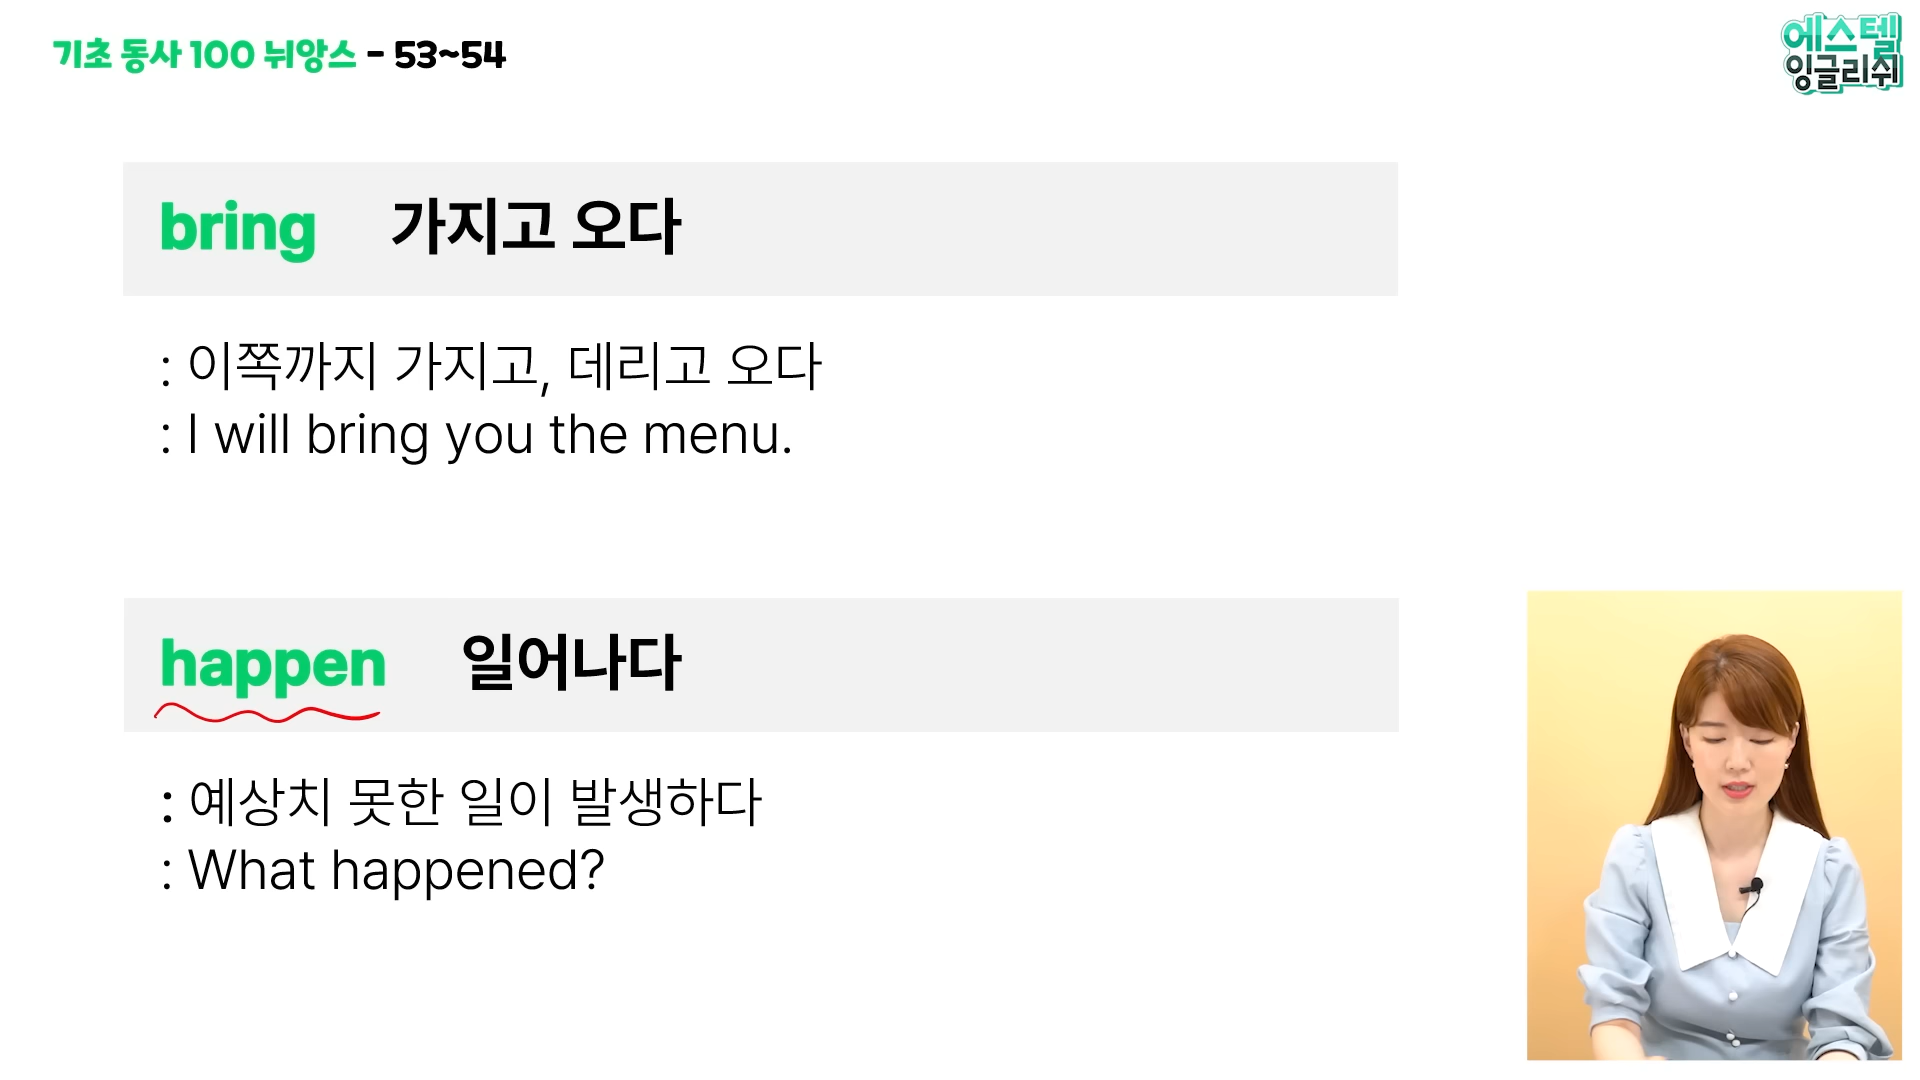 기초 동사 100 뉘앙스 - 53~54
에스텔
잉글리쉬
bring 가지고 오다
: 이쪽까지 가지고, 데리고 오다
: I will bring you the menu.
happen 일어나다
: 예상치 못한 일이 발생하다
: What happened?